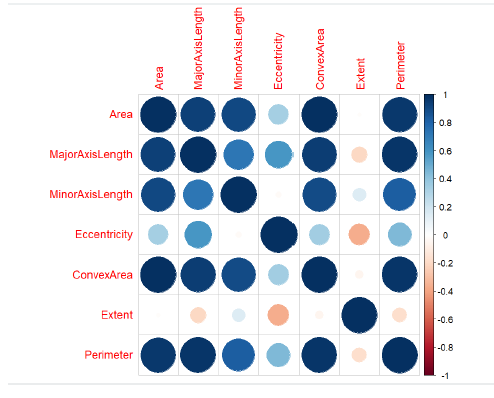 Area
MajorAxisLength
MinorAxisLength
Eccentricity
ConvexArea
Extent
Perimeter
Area
MajorAxisLength
MinorAxisLength
Eccentricity
ConvexArea
Extent
Perimeter
1
0.8
0.6
0.4
0.2
0
-0.2
-0.4
-0.6
-0.8
-1